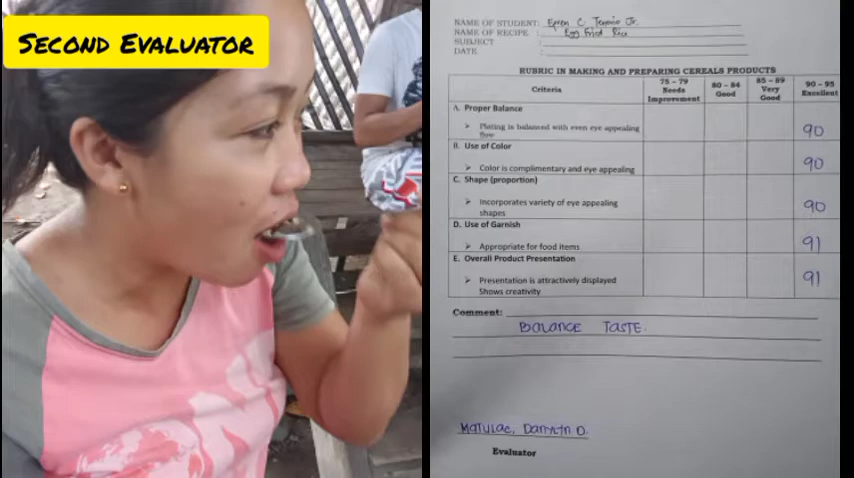 SECOND EVALUATOR
NAME OF STUDENT: Efren C. Jr.
NAME OF RECIPE : Egg Fried Rice
SUBJECT :
DATE :
RUBRIC IN MAKING AND PREPARING CEREALS PRODUCTS
Criteria 75 – 79 Needs Improvement 80 – 84 Good 85 – 89 Very Good 90 – 95 Excellent
A. Proper Balance
➢ Plating is balanced with even eye appealing flow 90
B. Use of Color
➢ Color is complimentary and eye appealing 90
C. Shape (proportion)
➢ Incorporates variety of eye appealing shapes 90
D. Use of Garnish
➢ Appropriate for food items 91
E. Overall Product Presentation
➢ Presentation is attractively displayed 91
Shows creativity
Comment:
BALANCE TASTE.
D.
Evaluator